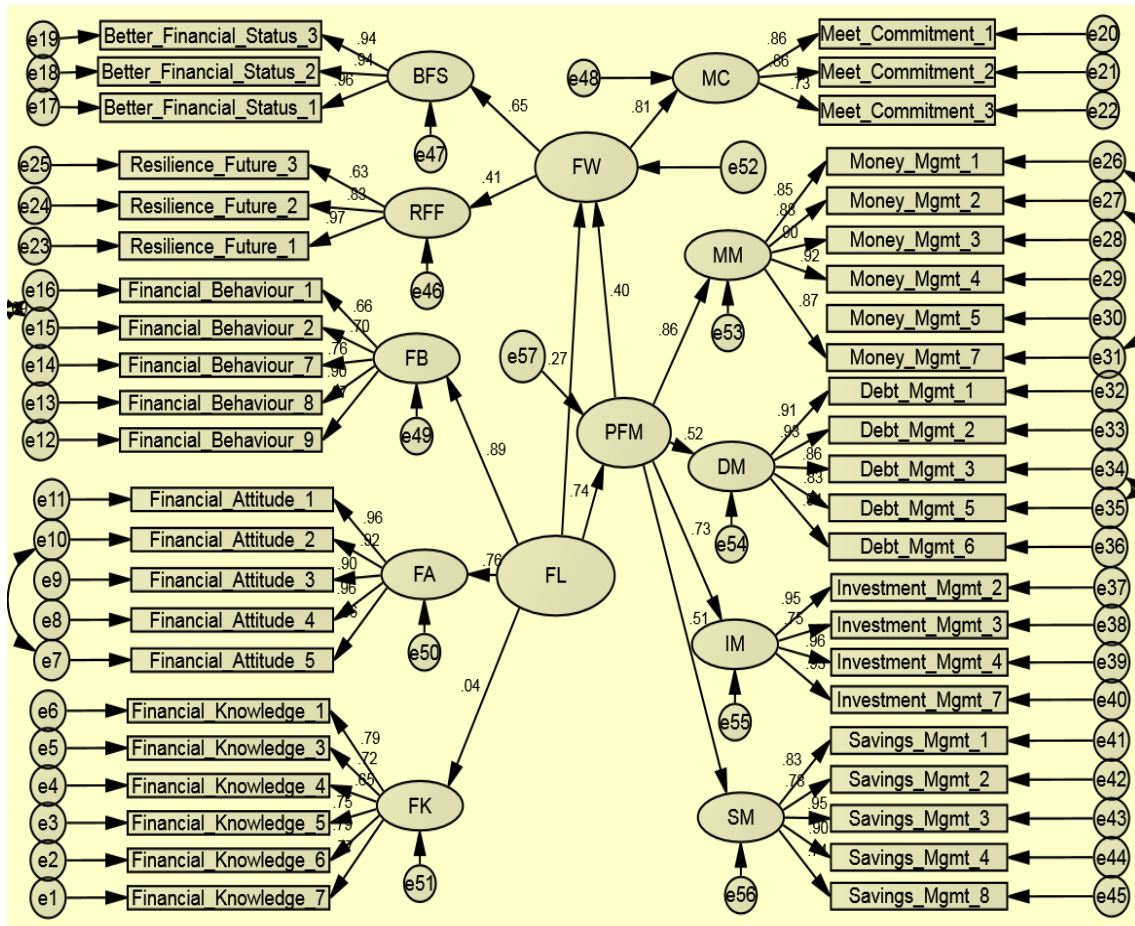 e19
Better_Financial_Status_3
.94
e18
Better_Financial_Status_2
.94
e17
Better_Financial_Status_1
.96
BFS
e47
.65
e25
Resilience_Future_3
.63
e24
Resilience_Future_2
.83
e23
Resilience_Future_1
.97
RFF
e46
.41
e16
Financial_Behaviour_1
.66
e15
Financial_Behaviour_2
.70
e14
Financial_Behaviour_7
.76
e13
Financial_Behaviour_8
.90
e12
Financial_Behaviour_9
FB
e49
.89
e11
Financial_Attitude_1
.96
e10
Financial_Attitude_2
.92
e9
Financial_Attitude_3
.90
e8
Financial_Attitude_4
.96
e7
Financial_Attitude_5
FA
e50
.76
e6
Financial_Knowledge_1
.79
e5
Financial_Knowledge_3
.72
e4
Financial_Knowledge_4
.65
e3
Financial_Knowledge_5
.75
e2
Financial_Knowledge_6
.79
e1
Financial_Knowledge_7
FK
e51
.04
FW
e52
.27
.40
e57
PFM
.74
FL
e48
MC
.81
.86
Meet_Commitment_1
e20
.86
Meet_Commitment_2
e21
.73
Meet_Commitment_3
e22
MM
e53
.86
.85
Money_Mgmt_1
e26
.88
Money_Mgmt_2
e27
.90
Money_Mgmt_3
e28
.92
Money_Mgmt_4
e29
Money_Mgmt_5
e30
.87
Money_Mgmt_7
e31
DM
e54
.52
.91
Debt_Mgmt_1
e32
.93
Debt_Mgmt_2
e33
.86
Debt_Mgmt_3
e34
.83
Debt_Mgmt_5
e35
Debt_Mgmt_6
e36
IM
e55
.73
.95
Investment_Mgmt_2
e37
.75
Investment_Mgmt_3
e38
.96
Investment_Mgmt_4
e39
Investment_Mgmt_7
e40
SM
e56
.51
.83
Savings_Mgmt_1
e41
.78
Savings_Mgmt_2
e42
.95
Savings_Mgmt_3
e43
.90
Savings_Mgmt_4
e44
Savings_Mgmt_8
e45